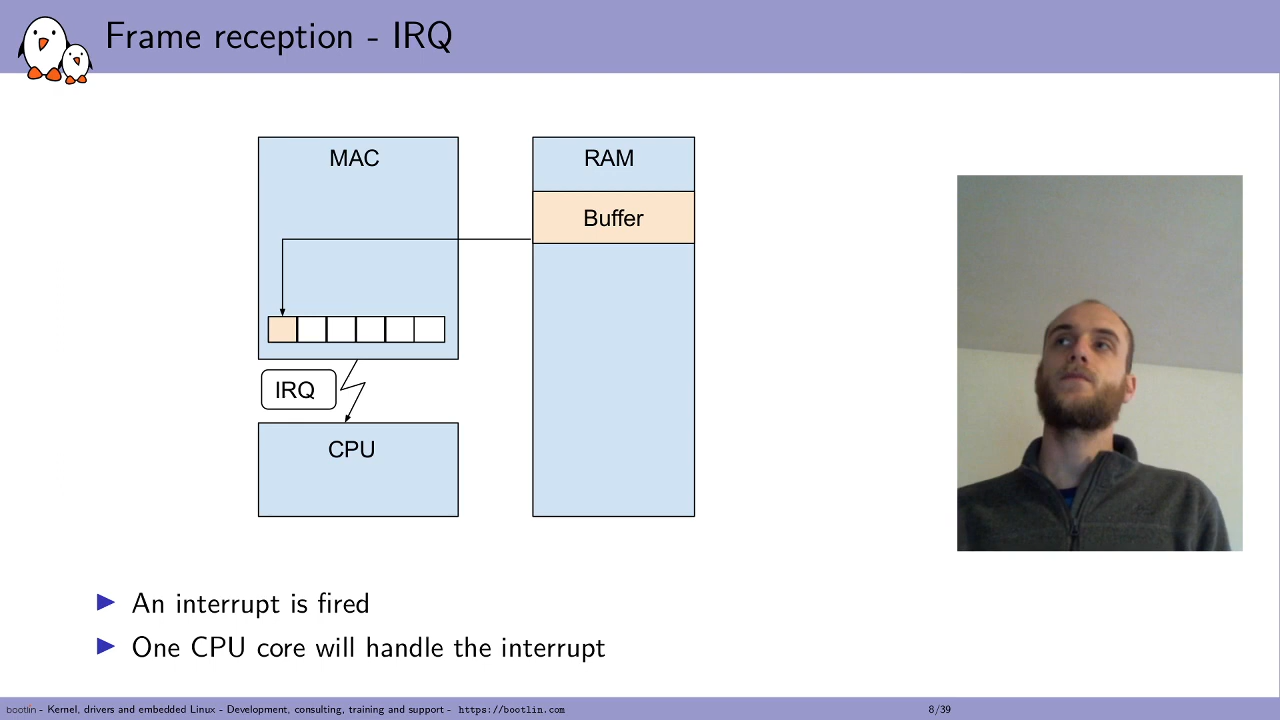 Frame reception - IRQ
MAC
RAM
Buffer
IRQ
CPU
An interrupt is fired
One CPU core will handle the interrupt
bootlin - Kernel, drivers and embedded Linux - Development, consulting, training and support - https://bootlin.com
8/39